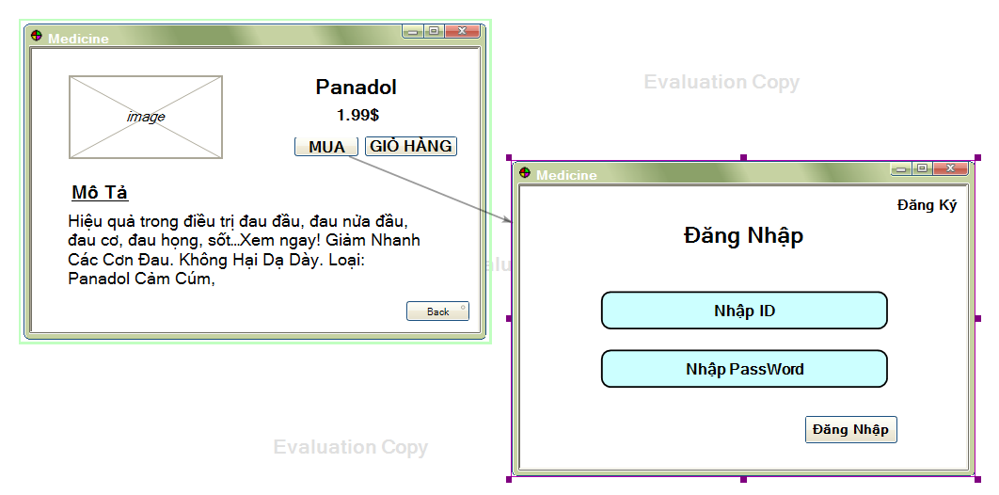 Medicine
image
Panadol
1.99$
MUA
GIỎ HÀNG
Mô Tả
Hiệu quả trong điều trị đau đầu, đau nửa đầu,
đau cơ, đau họng, sốt...Xem ngay! Giảm Nhanh
Các Cơn Đau. Không Hại Dạ Dày. Loại:
Panadol Cảm Cúm,
Back
Evaluation Copy
Medicine
Đăng Ký
Đăng Nhập
Nhập ID
Nhập PassWord
Đăng Nhập
Evaluation Copy